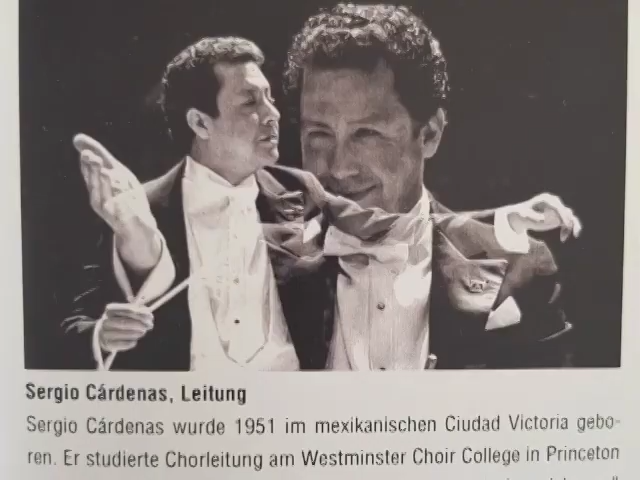 Sergio Cárdenas, Leitung
Sergio Cárdenas wurde 1951 im mexikanischen Ciudad Victoria gebo-
ren. Er studierte Chorleitung am Westminster Choir College in Princeton